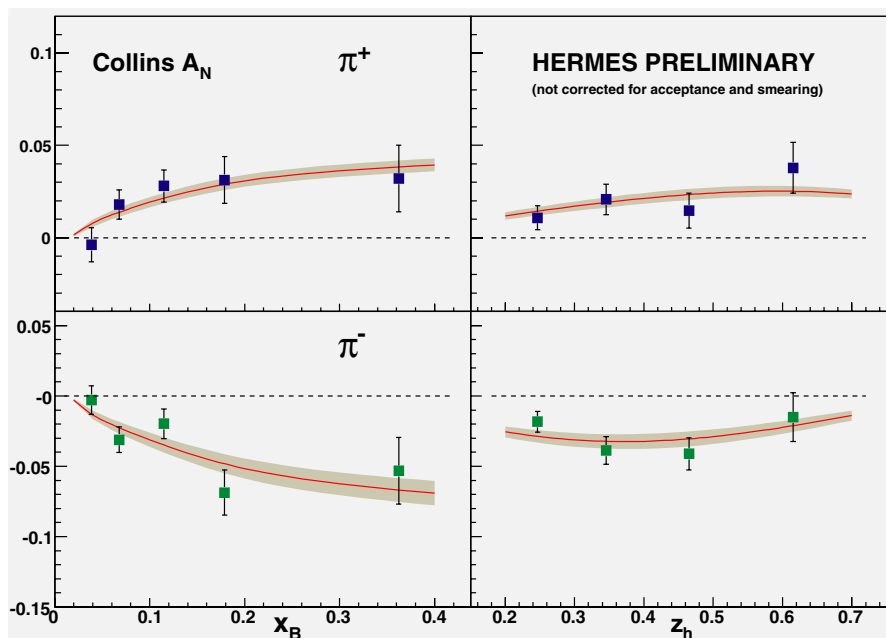 0.1
0.05
0
Collins A_N
π+
HERMES PRELIMINARY
(not corrected for acceptance and smearing)
0.05
-0
-0.05
-0.1
-0.15
π-
0 0.1 0.2 0.3 0.4
x_B
0.2 0.3 0.4 0.5 0.6 0.7
z_h